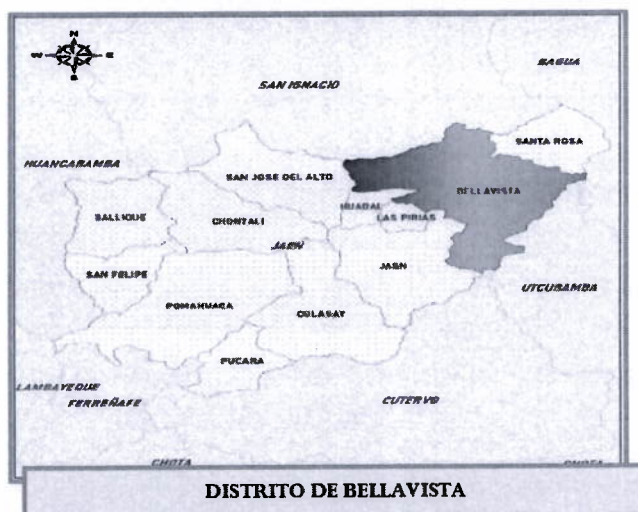 N
W E
S
BAGUA
SAN IGNACIO
SANTA ROSA
HUANCABAMBA
SAN JOSE DEL ALTO
BELLAVISTA
HUABAL
SALLIQUE
CHONTALI
LAS PIRIAS
JAEN
SAN FELIPE
JAEN
UTCUBAMBA
POMAHUACA
COLASAY
PUCARA
LAMBAYEQUE
FERREÑAFE
CUTERVO
CHOTA
CHOTA
DISTRITO DE BELLAVISTA